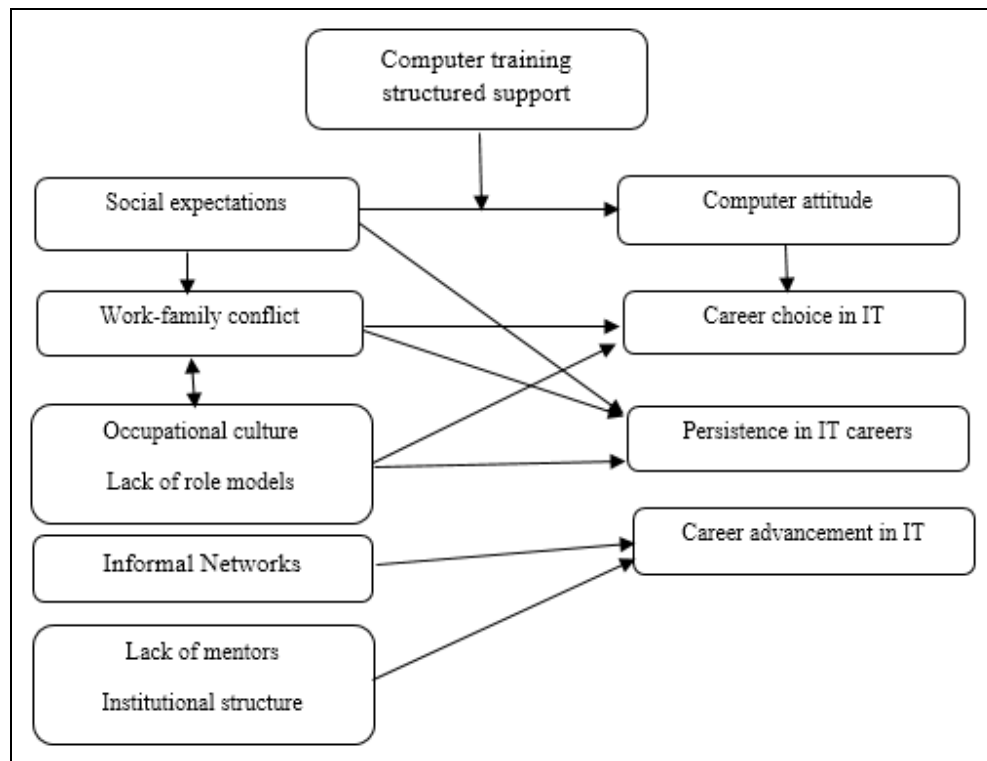 Computer training
structured support
Social expectations
Computer attitude
Work-family conflict
Career choice in IT
Occupational culture
Lack of role models
Persistence in IT careers
Informal Networks
Career advancement in IT
Lack of mentors
Institutional structure